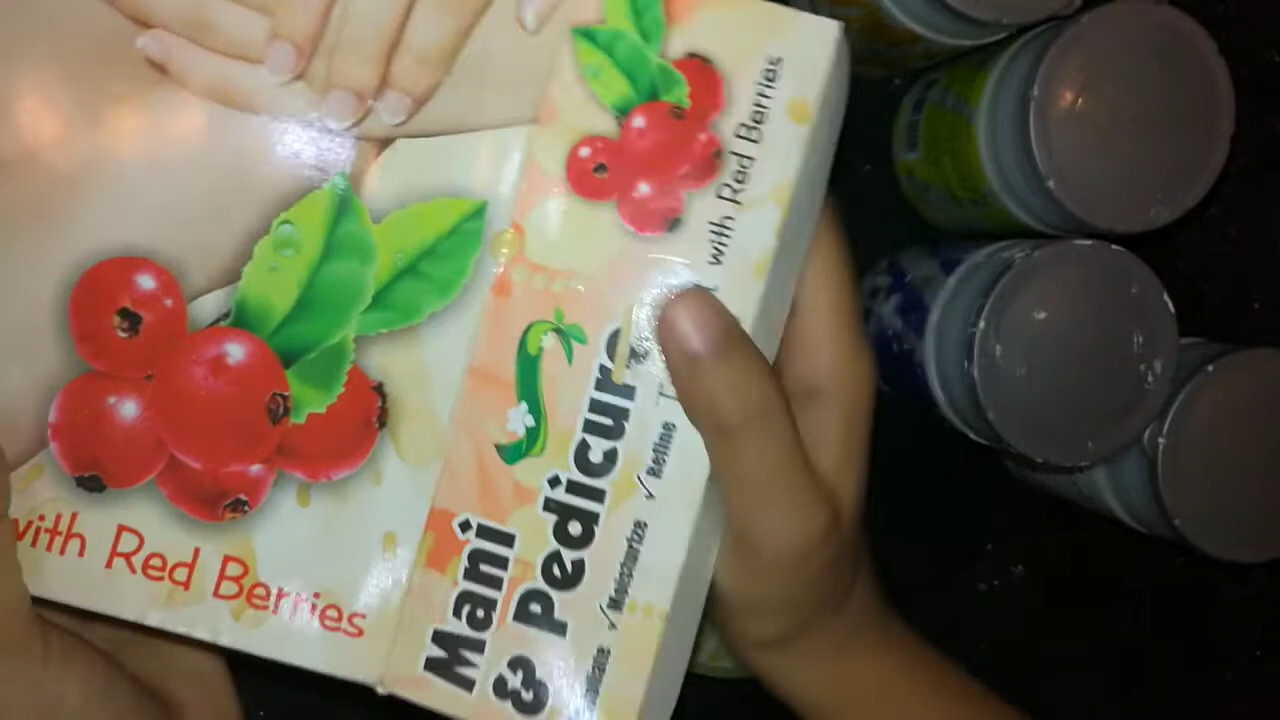 with Red Berries
Mani
& Pedicure
✓Moisturize ✓Refine
with Red Berries